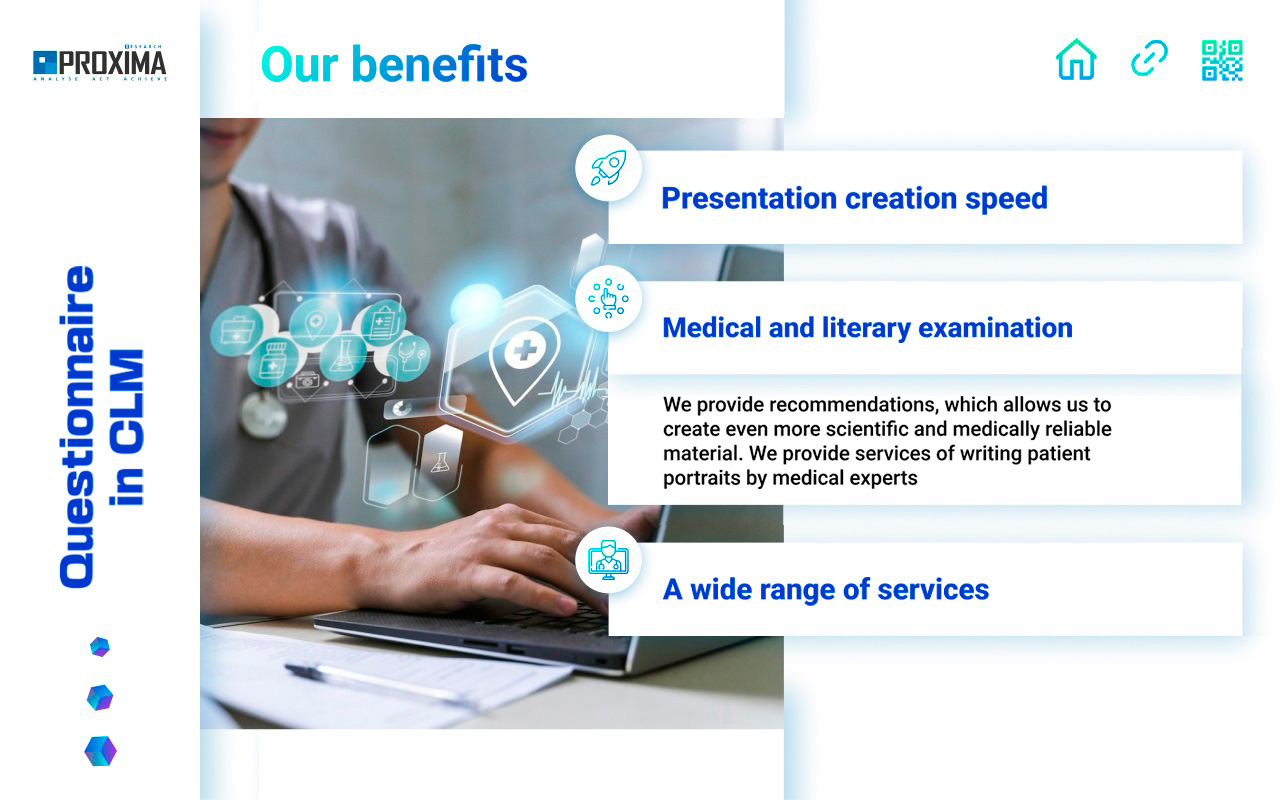 RESEARCH
PROXIMA
ANALYSE ACT ACHIEVE
Our benefits
Questionnaire
in CLM
Presentation creation speed
Medical and literary examination
We provide recommendations, which allows us to
create even more scientific and medically reliable
material. We provide services of writing patient
portraits by medical experts
A wide range of services